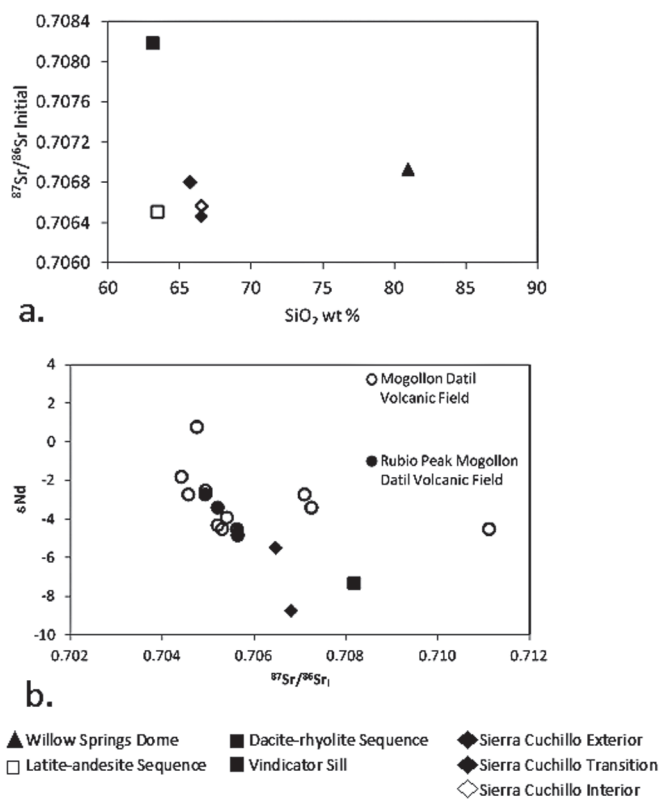 0.7084
0.7080
0.7076
0.7072
0.7068
0.7064
0.7060
⁸⁷Sr/⁸⁶Sr Initial
60 65 70 75 80 85 90
SiO₂ wt %
a.
4
2
0
-2
-4
-6
-8
-10
εNd
Mogollon Datil
Volcanic Field
Rubio Peak Mogollon
Datil Volcanic Field
0.702 0.704 0.706 0.708 0.710 0.712
⁸⁷Sr/⁸⁶Srᵢ
b.
Willow Springs Dome
Latite-andesite Sequence
Dacite-rhyolite Sequence
Vindicator Sill
Sierra Cuchillo Exterior
Sierra Cuchillo Transition
Sierra Cuchillo Interior